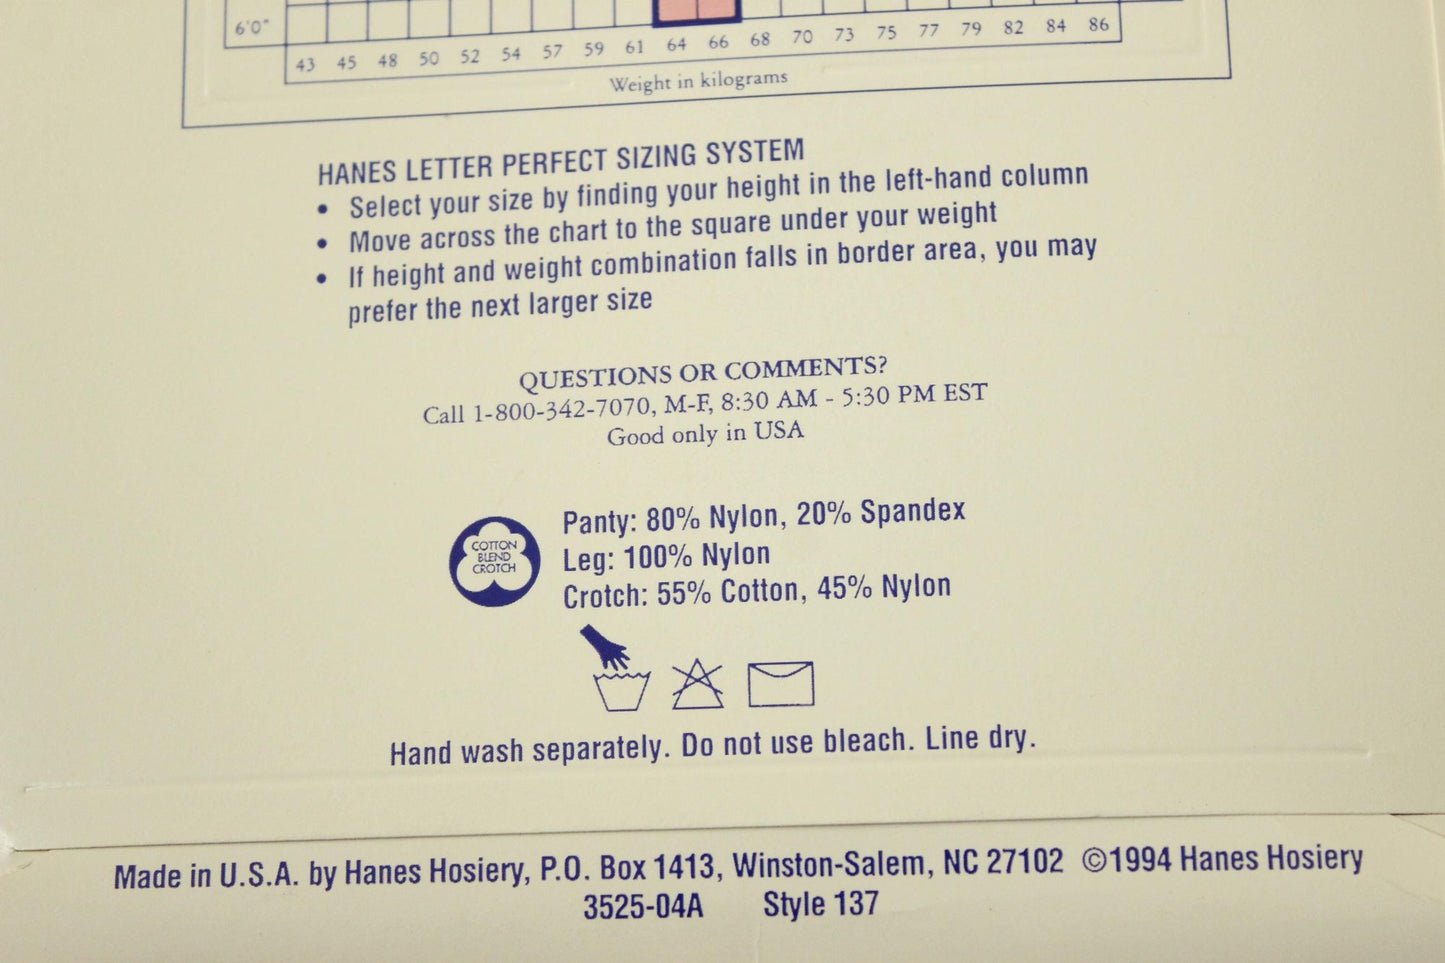 6'0"
43 45 48 50 52 54 57 59 61 64 66 68 70 73 75 77 79 82 84 86
Weight in kilograms
HANES LETTER PERFECT SIZING SYSTEM
• Select your size by finding your height in the left-hand column
• Move across the chart to the square under your weight
• If height and weight combination falls in border area, you may
prefer the next larger size
QUESTIONS OR COMMENTS?
Call 1-800-342-7070, M-F, 8:30 AM - 5:30 PM EST
Good only in USA
COTTON
BLEND
CROTCH
Panty: 80% Nylon, 20% Spandex
Leg: 100% Nylon
Crotch: 55% Cotton, 45% Nylon
Hand wash separately. Do not use bleach. Line dry.
Made in U.S.A. by Hanes Hosiery, P.O. Box 1413, Winston-Salem, NC 27102 ©1994 Hanes Hosiery
3525-04A Style 137